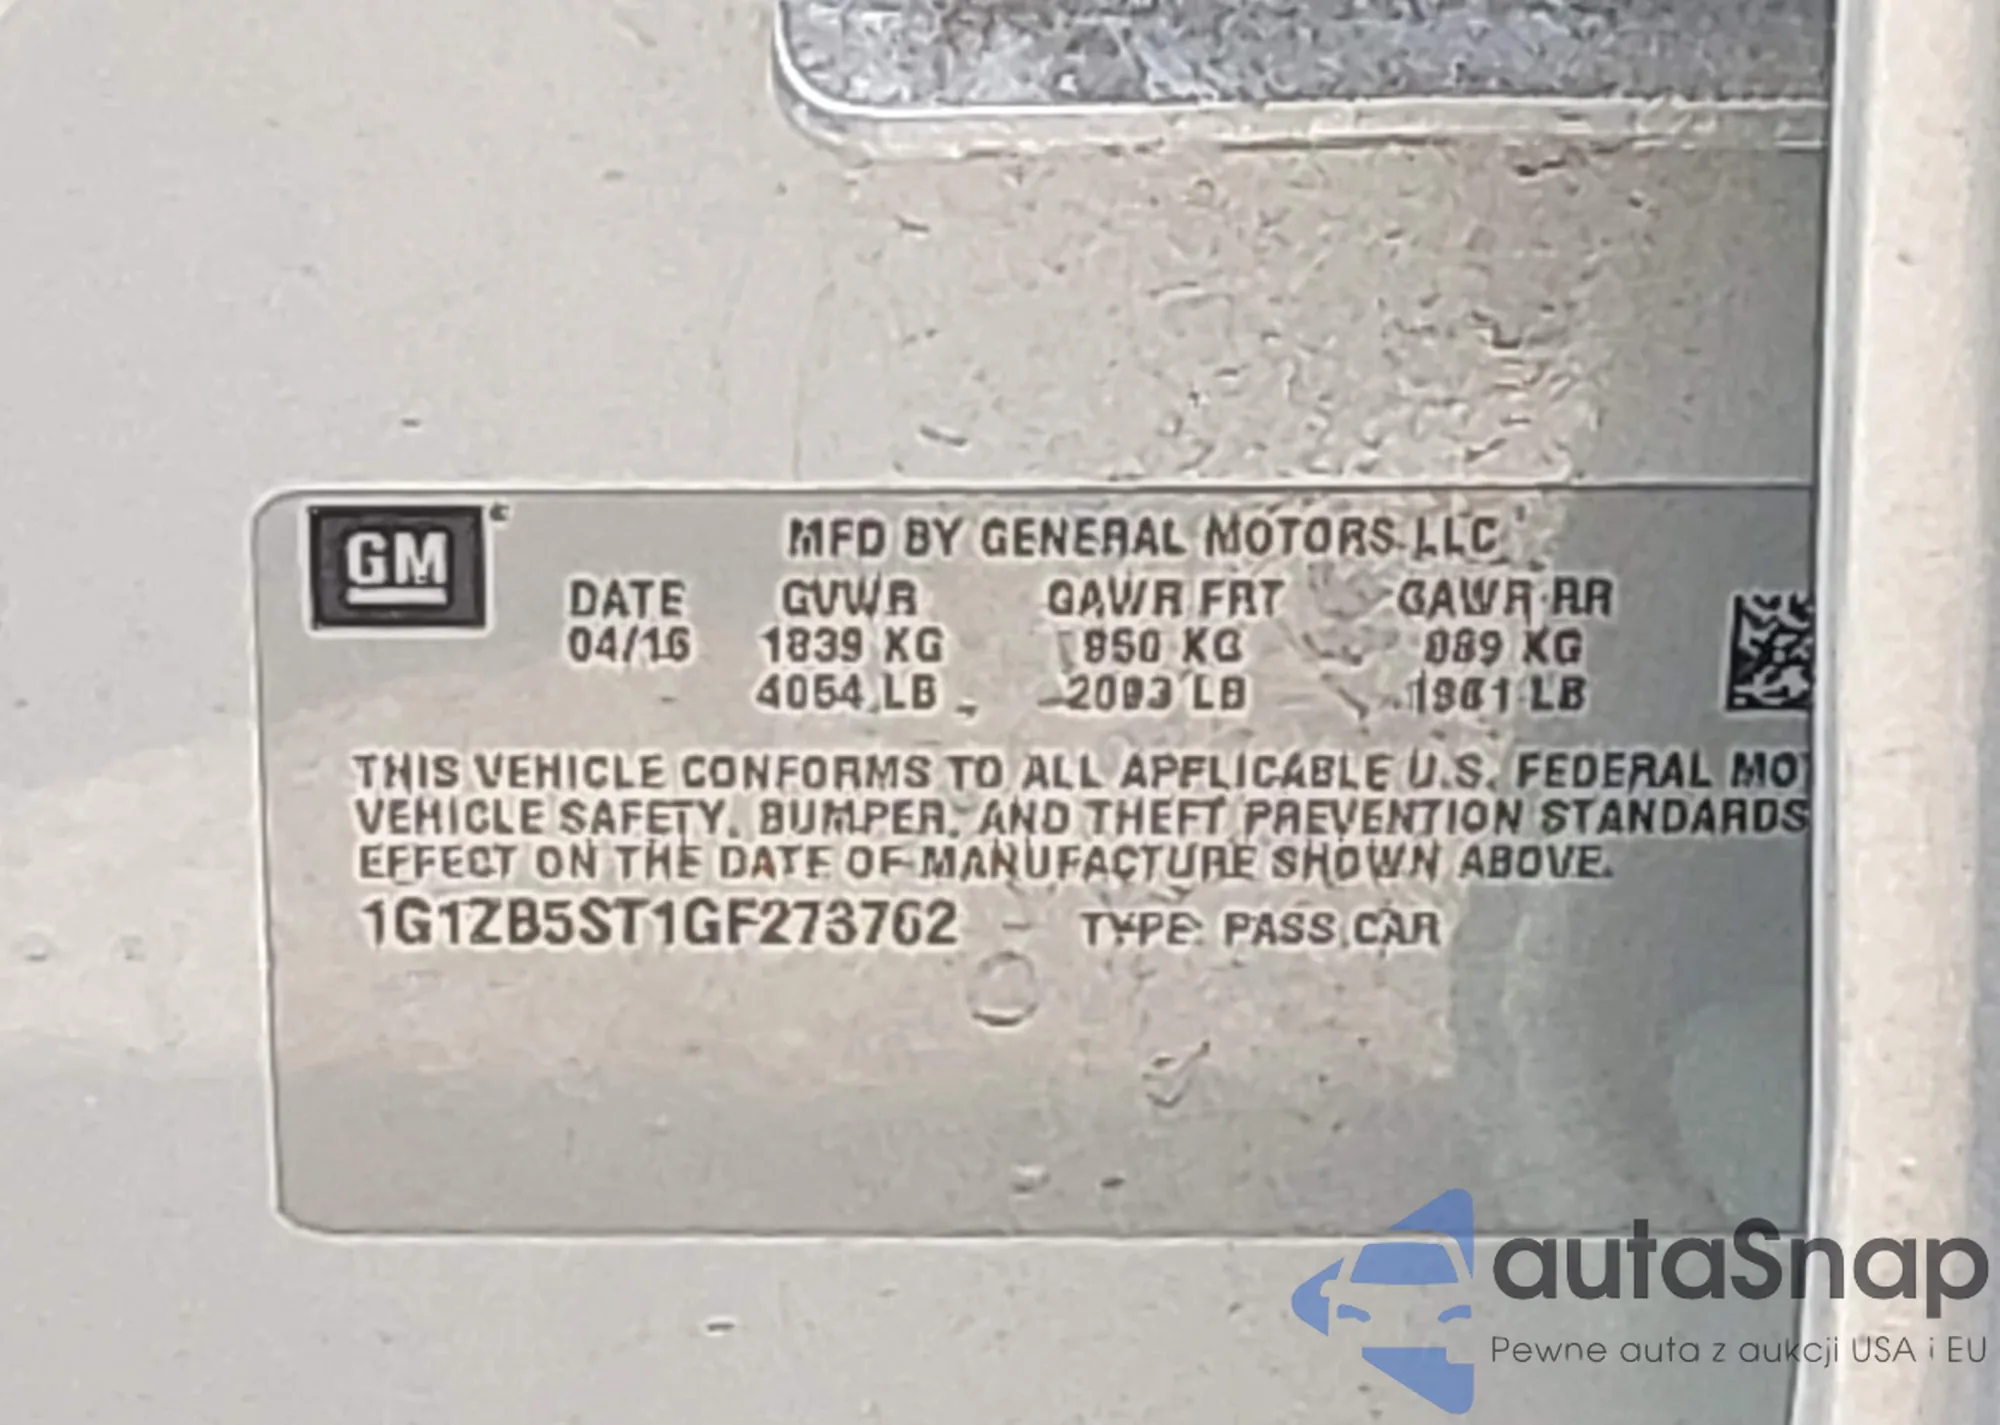 GM
MFD BY GENERAL MOTORS LLC
DATE GVWR GAWR FRT GAWR RR
04/16 1839 KG 950 KG 889 KG
4054 LB 2093 LB 1961 LB
THIS VEHICLE CONFORMS TO ALL APPLICABLE U.S. FEDERAL MOT
VEHICLE SAFETY, BUMPER, AND THEFT PREVENTION STANDARDS
EFFECT ON THE DATE OF MANUFACTURE SHOWN ABOVE.
1G1ZB5ST1GF273762 TYPE: PASS CAR
autaSnap
Pewne auta z aukcji USA i EU